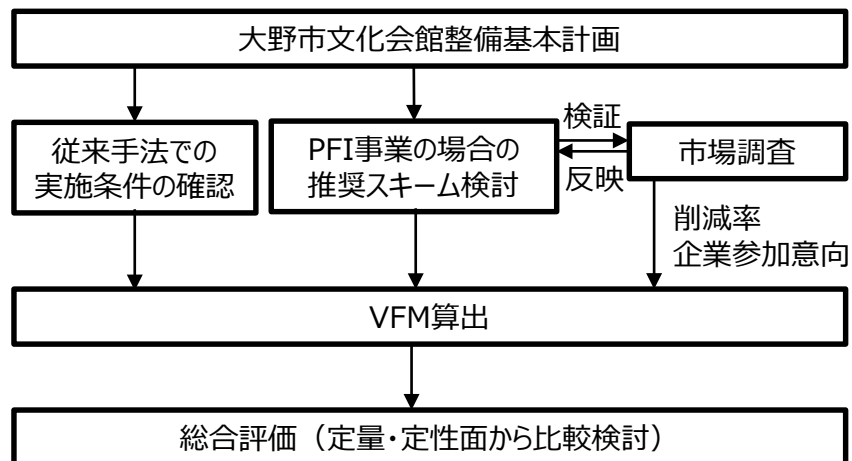 大野市文化会館整備基本計画
従来手法での
実施条件の確認
PFI事業の場合の
推奨スキーム検討
検証
反映
市場調査
削減率
企業参加意向
VFM算出
総合評価（定量・定性面から比較検討）